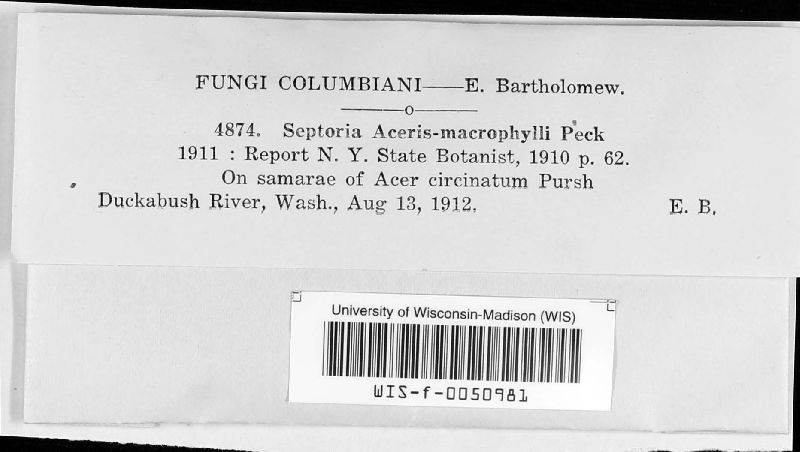 FUNGI COLUMBIANI——E. Bartholomew.
———o———
4874. Septoria Aceris-macrophylli Peck
1911 : Report N. Y. State Botanist, 1910 p. 62.
On samarae of Acer circinatum Pursh
Duckabush River, Wash., Aug 13, 1912. E. B.
University of Wisconsin-Madison (WIS)
WIS-f-0050981